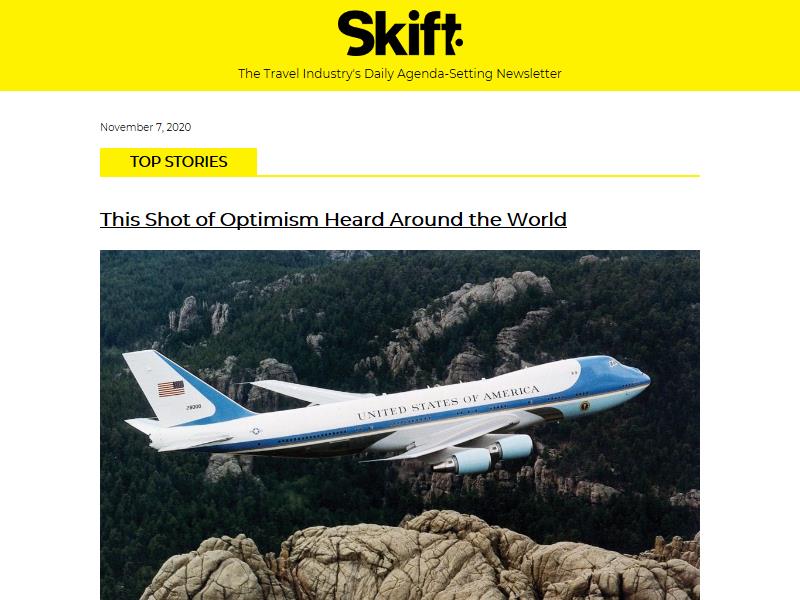 Skift.
The Travel Industry's Daily Agenda-Setting Newsletter
November 7, 2020
TOP STORIES
This Shot of Optimism Heard Around the World
UNITED STATES OF AMERICA
28000